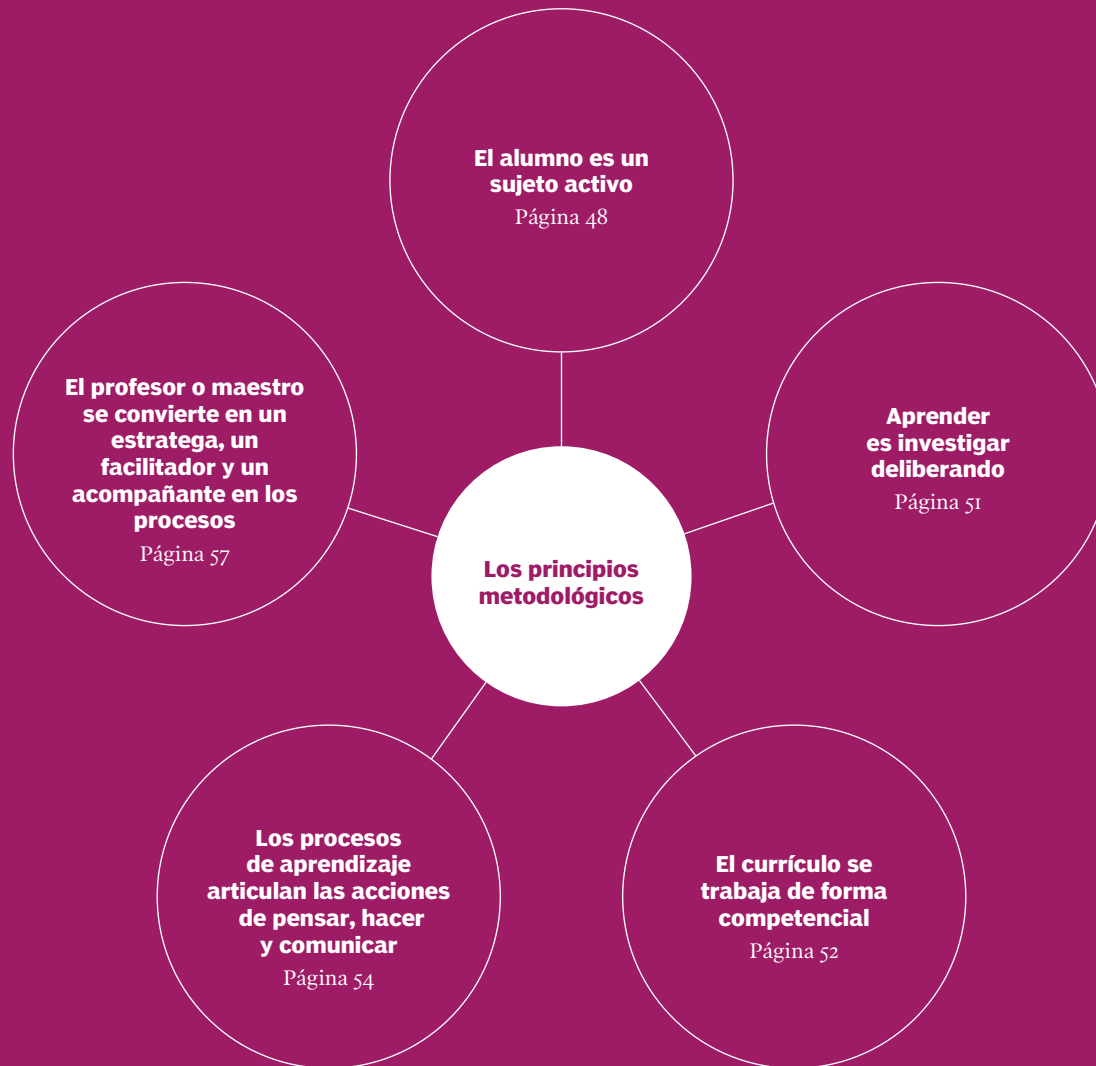 El alumno es un
sujeto activo
Página 48
El profesor o maestro
se convierte en un
estratega, un
facilitador y un
acompañante en los
procesos
Página 57
Aprender
es investigar
deliberando
Página 51
Los principios
metodológicos
Los procesos
de aprendizaje
articulan las acciones
de pensar, hacer
y comunicar
Página 54
El currículo se
trabaja de forma
competencial
Página 52